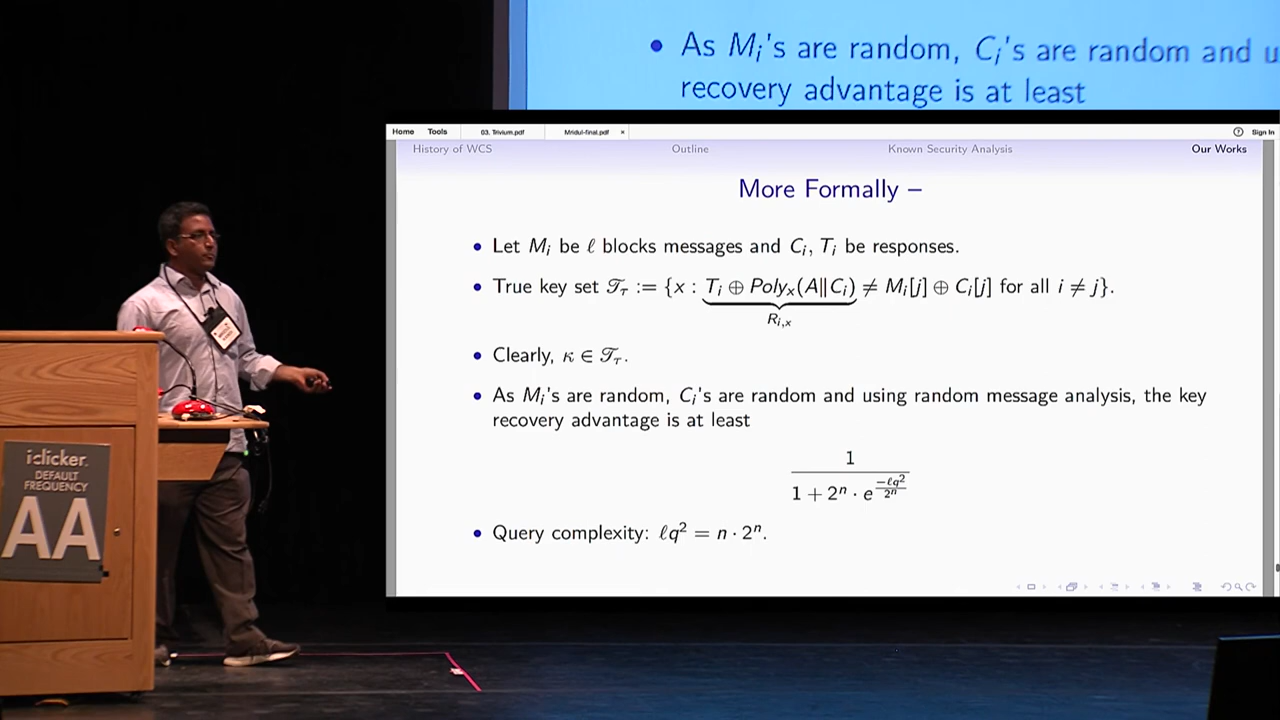 • As Mᵢ's are random, Cᵢ's are random and u
recovery advantage is at least
Home Tools 03. Trivium.pdf Mridul-final.pdf × Sign In
History of WCS Outline Known Security Analysis Our Works
More Formally –
• Let Mᵢ be ℓ blocks messages and Cᵢ, Tᵢ be responses.
• True key set 𝒯_τ := {x : Tᵢ ⊕ Polyₓ(A‖Cᵢ) ≠ Mᵢ[j] ⊕ Cᵢ[j] for all i ≠ j}.
R_{i,x}
• Clearly, κ ∈ 𝒯_τ.
• As Mᵢ's are random, Cᵢ's are random and using random message analysis, the key
recovery advantage is at least
1
1 + 2ⁿ · e^{-ℓq²/2ⁿ}
• Query complexity: ℓq² = n · 2ⁿ.
iclicker.
DEFAULT
FREQUENCY
AA